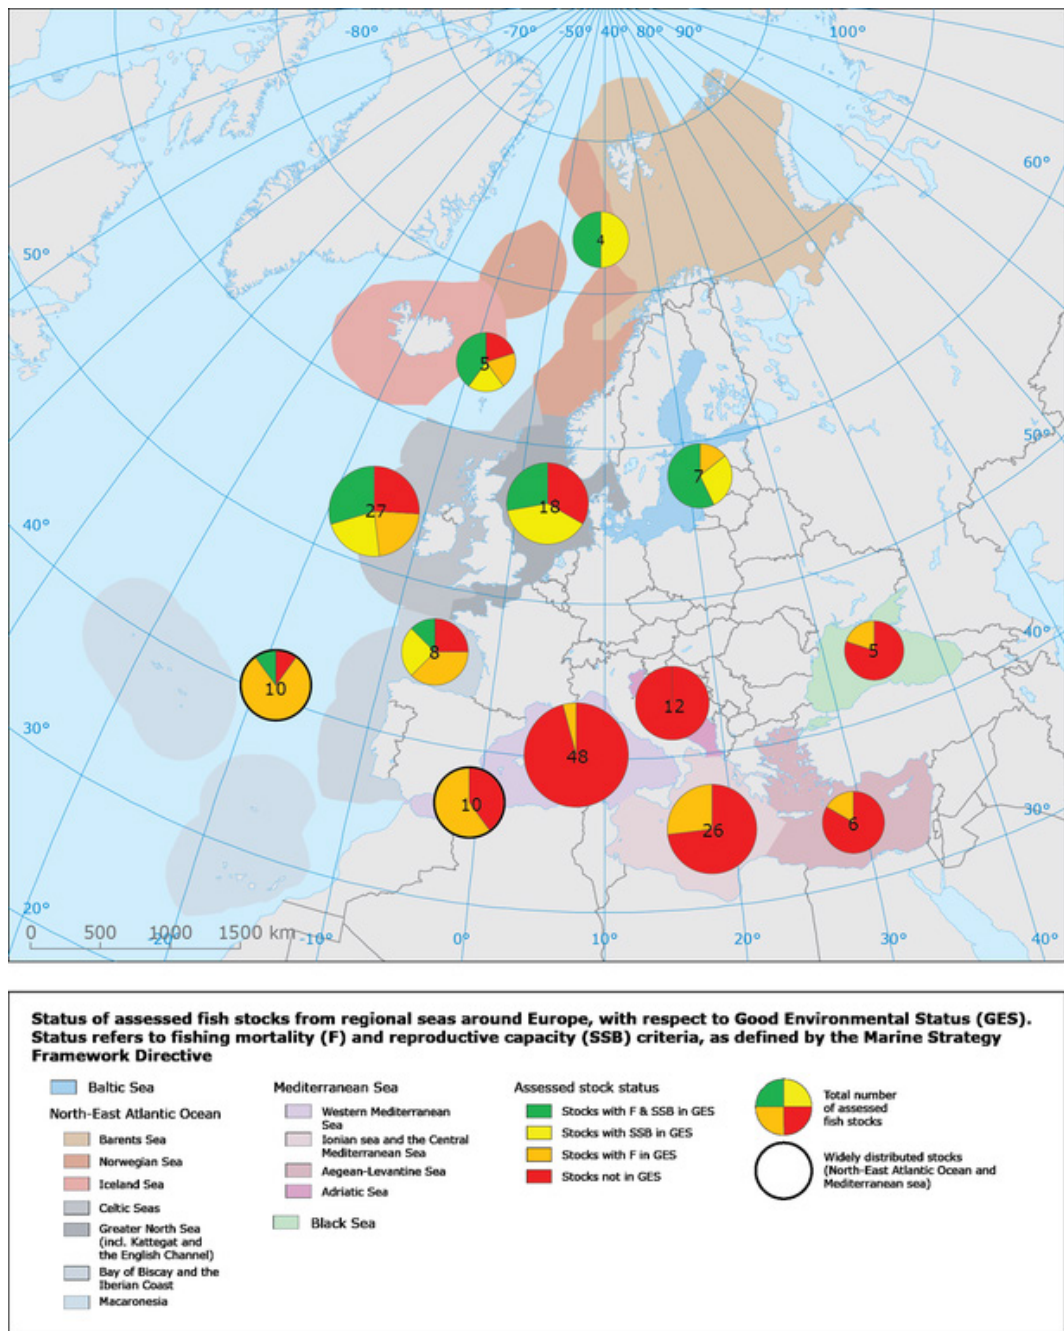 -80°
-70°
-50°
40°
80°
90°
100°
60°
50°
50°
40°
40°
30°
30°
20°
20°
-10°
0°
10°
20°
30°
40°
4
5
7
27
18
8
10
5
12
48
10
26
6
0 500 1000 1500 km
Status of assessed fish stocks from regional seas around Europe, with respect to Good Environmental Status (GES).
Status refers to fishing mortality (F) and reproductive capacity (SSB) criteria, as defined by the Marine Strategy
Framework Directive
Baltic Sea
North-East Atlantic Ocean
Barents Sea
Norwegian Sea
Iceland Sea
Celtic Seas
Greater North Sea
(incl. Kattegat and
the English Channel)
Bay of Biscay and the
Iberian Coast
Macaronesia
Mediterranean Sea
Western Mediterranean
Sea
Ionian sea and the Central
Mediterranean Sea
Aegean-Levantine Sea
Adriatic Sea
Black Sea
Assessed stock status
Stocks with F & SSB in GES
Stocks with SSB in GES
Stocks with F in GES
Stocks not in GES
Total number
of assessed
fish stocks
Widely distributed stocks
(North-East Atlantic Ocean and
Mediterranean sea)